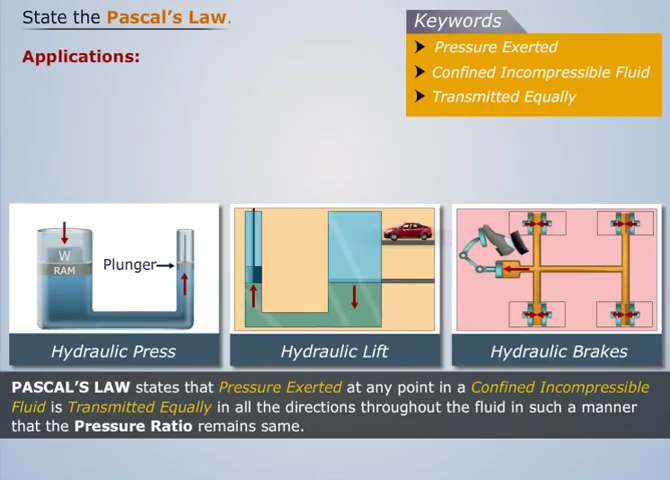 State the Pascal's Law.
Keywords
Pressure Exerted
Confined Incompressible Fluid
Transmitted Equally
Applications:
W
RAM
Plunger
Hydraulic Press
Hydraulic Lift
Hydraulic Brakes
PASCAL'S LAW states that Pressure Exerted at any point in a Confined Incompressible
Fluid is Transmitted Equally in all the directions throughout the fluid in such a manner
that the Pressure Ratio remains same.